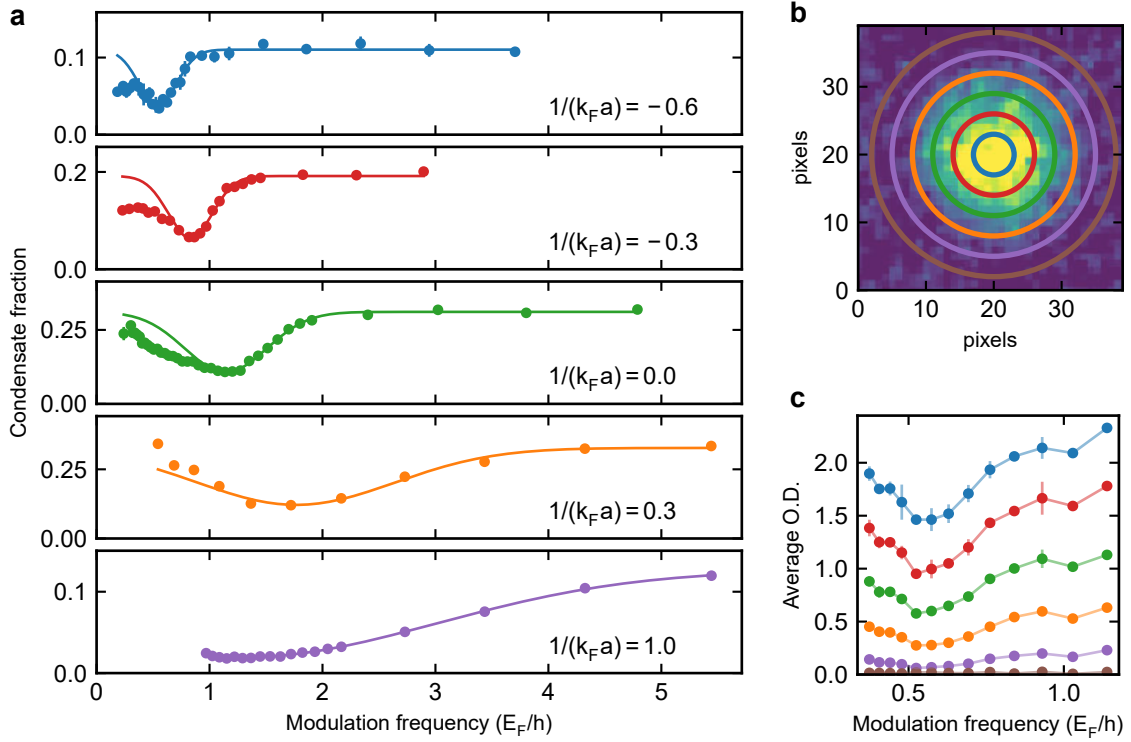 a
Condensate fraction
0.1
0.0
1/(k_F a) = −0.6
0.2
0.0
1/(k_F a) = −0.3
0.25
0.00
1/(k_F a) = 0.0
0.25
0.00
1/(k_F a) = 0.3
0.1
0.0
1/(k_F a) = 1.0
0 1 2 3 4 5
Modulation frequency (E_F/h)
b
pixels
30
20
10
0
0 10 20 30
pixels
c
Average O.D.
2.0
1.5
1.0
0.5
0.0
0.5 1.0
Modulation frequency (E_F/h)